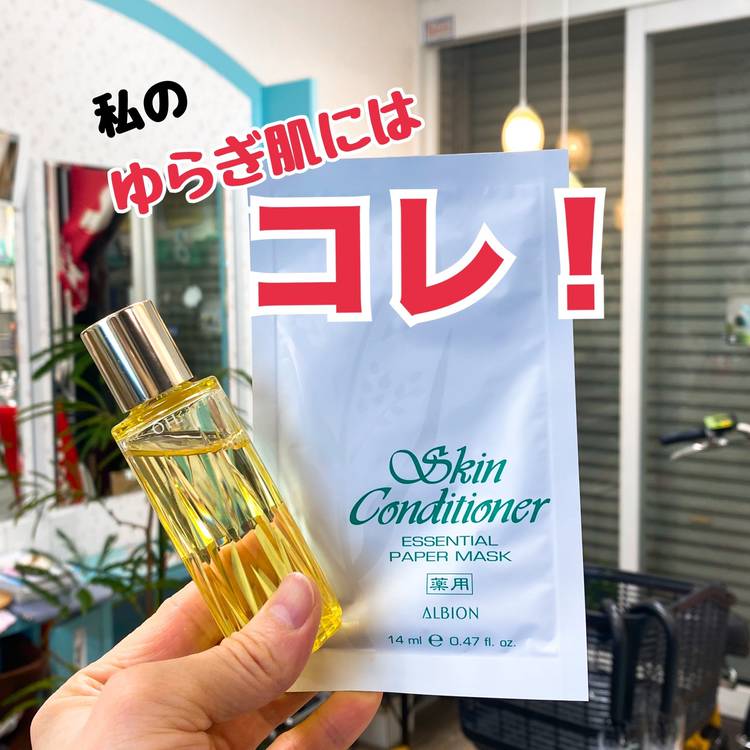 私の
ゆらぎ肌には
コレ！
OH
Skin
Conditioner
ESSENTIAL
PAPER MASK
薬用
ALBION
14 ml ℮ 0.47 fl. oz.